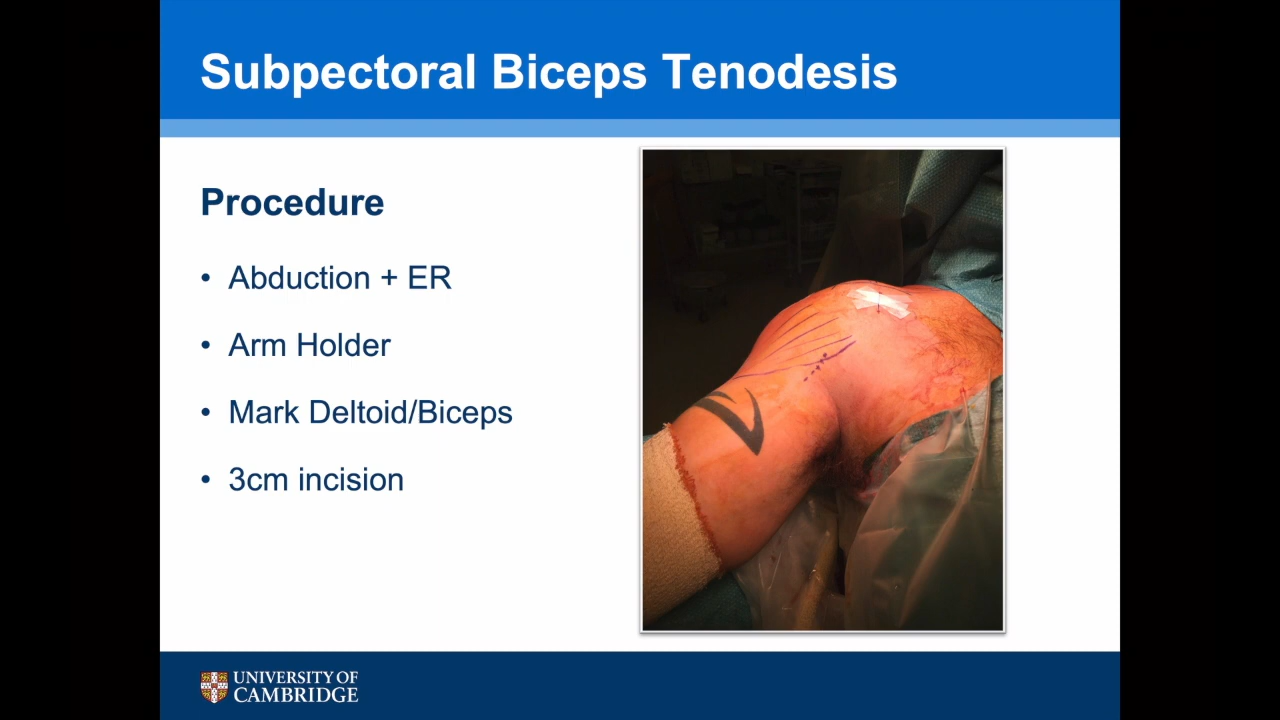 Subpectoral Biceps Tenodesis
Procedure
• Abduction + ER
• Arm Holder
• Mark Deltoid/Biceps
• 3cm incision
UNIVERSITY OF
CAMBRIDGE